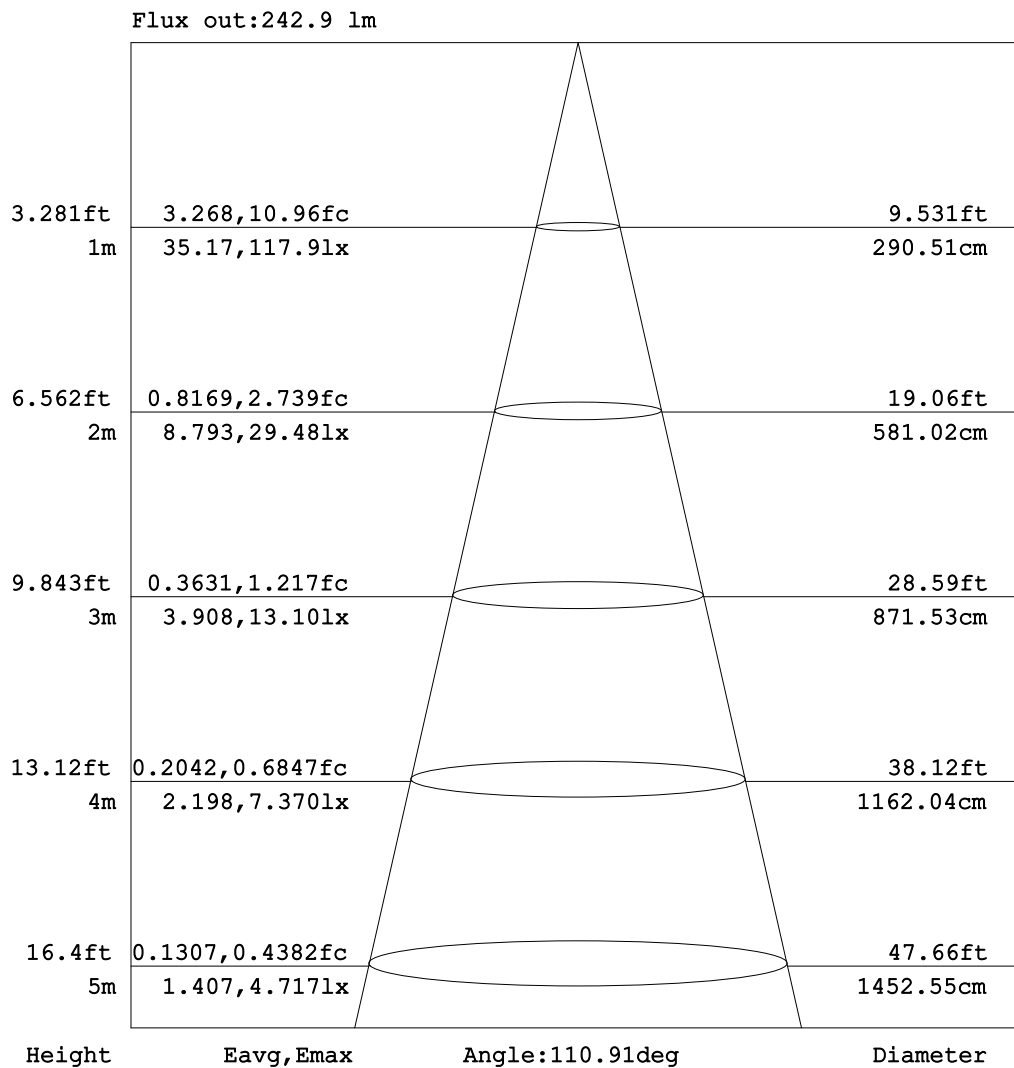 Flux out:242.9 lm
3.281ft 3.268,10.96fc 9.531ft
1m 35.17,117.9lx 290.51cm
6.562ft 0.8169,2.739fc 19.06ft
2m 8.793,29.48lx 581.02cm
9.843ft 0.3631,1.217fc 28.59ft
3m 3.908,13.10lx 871.53cm
13.12ft 0.2042,0.6847fc 38.12ft
4m 2.198,7.370lx 1162.04cm
16.4ft 0.1307,0.4382fc 47.66ft
5m 1.407,4.717lx 1452.55cm
Height Eavg,Emax Angle:110.91deg Diameter